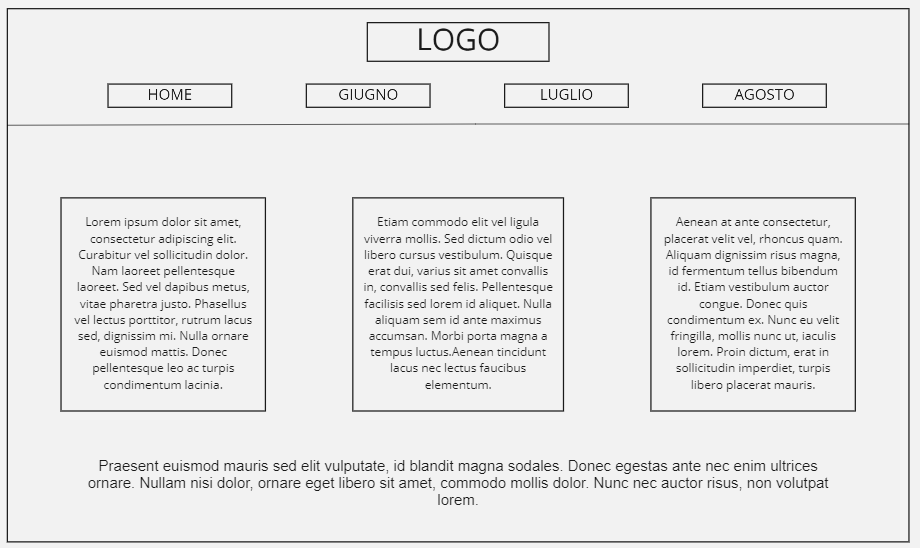 LOGO
HOME
GIUGNO
LUGLIO
AGOSTO
Lorem ipsum dolor sit amet,
consectetur adipiscing elit.
Curabitur vel sollicitudin dolor.
Nam laoreet pellentesque
laoreet. Sed vel dapibus metus,
vitae pharetra justo. Phasellus
vel lectus porttitor, rutrum lacus
sed, dignissim mi. Nulla ornare
euismod mattis. Donec
pellentesque leo ac turpis
condimentum lacinia.
Etiam commodo elit vel ligula
viverra mollis. Sed dictum odio vel
libero cursus vestibulum. Quisque
erat dui, varius sit amet convallis
in, convallis sed felis. Pellentesque
facilisis sed lorem id aliquet. Nulla
aliquam sem id ante maximus
accumsan. Morbi porta magna a
tempus luctus.Aenean tincidunt
lacus nec lectus faucibus
elementum.
Aenean at ante consectetur,
placerat velit vel, rhoncus quam.
Aliquam dignissim risus magna,
id fermentum tellus bibendum
id. Etiam vestibulum auctor
congue. Donec quis
condimentum ex. Nunc eu velit
fringilla, mollis nunc ut, iaculis
lorem. Proin dictum, erat in
sollicitudin imperdiet, turpis
libero placerat mauris.
Praesent euismod mauris sed elit vulputate, id blandit magna sodales. Donec egestas ante nec enim ultrices
ornare. Nullam nisi dolor, ornare eget libero sit amet, commodo mollis dolor. Nunc nec auctor risus, non volutpat
lorem.